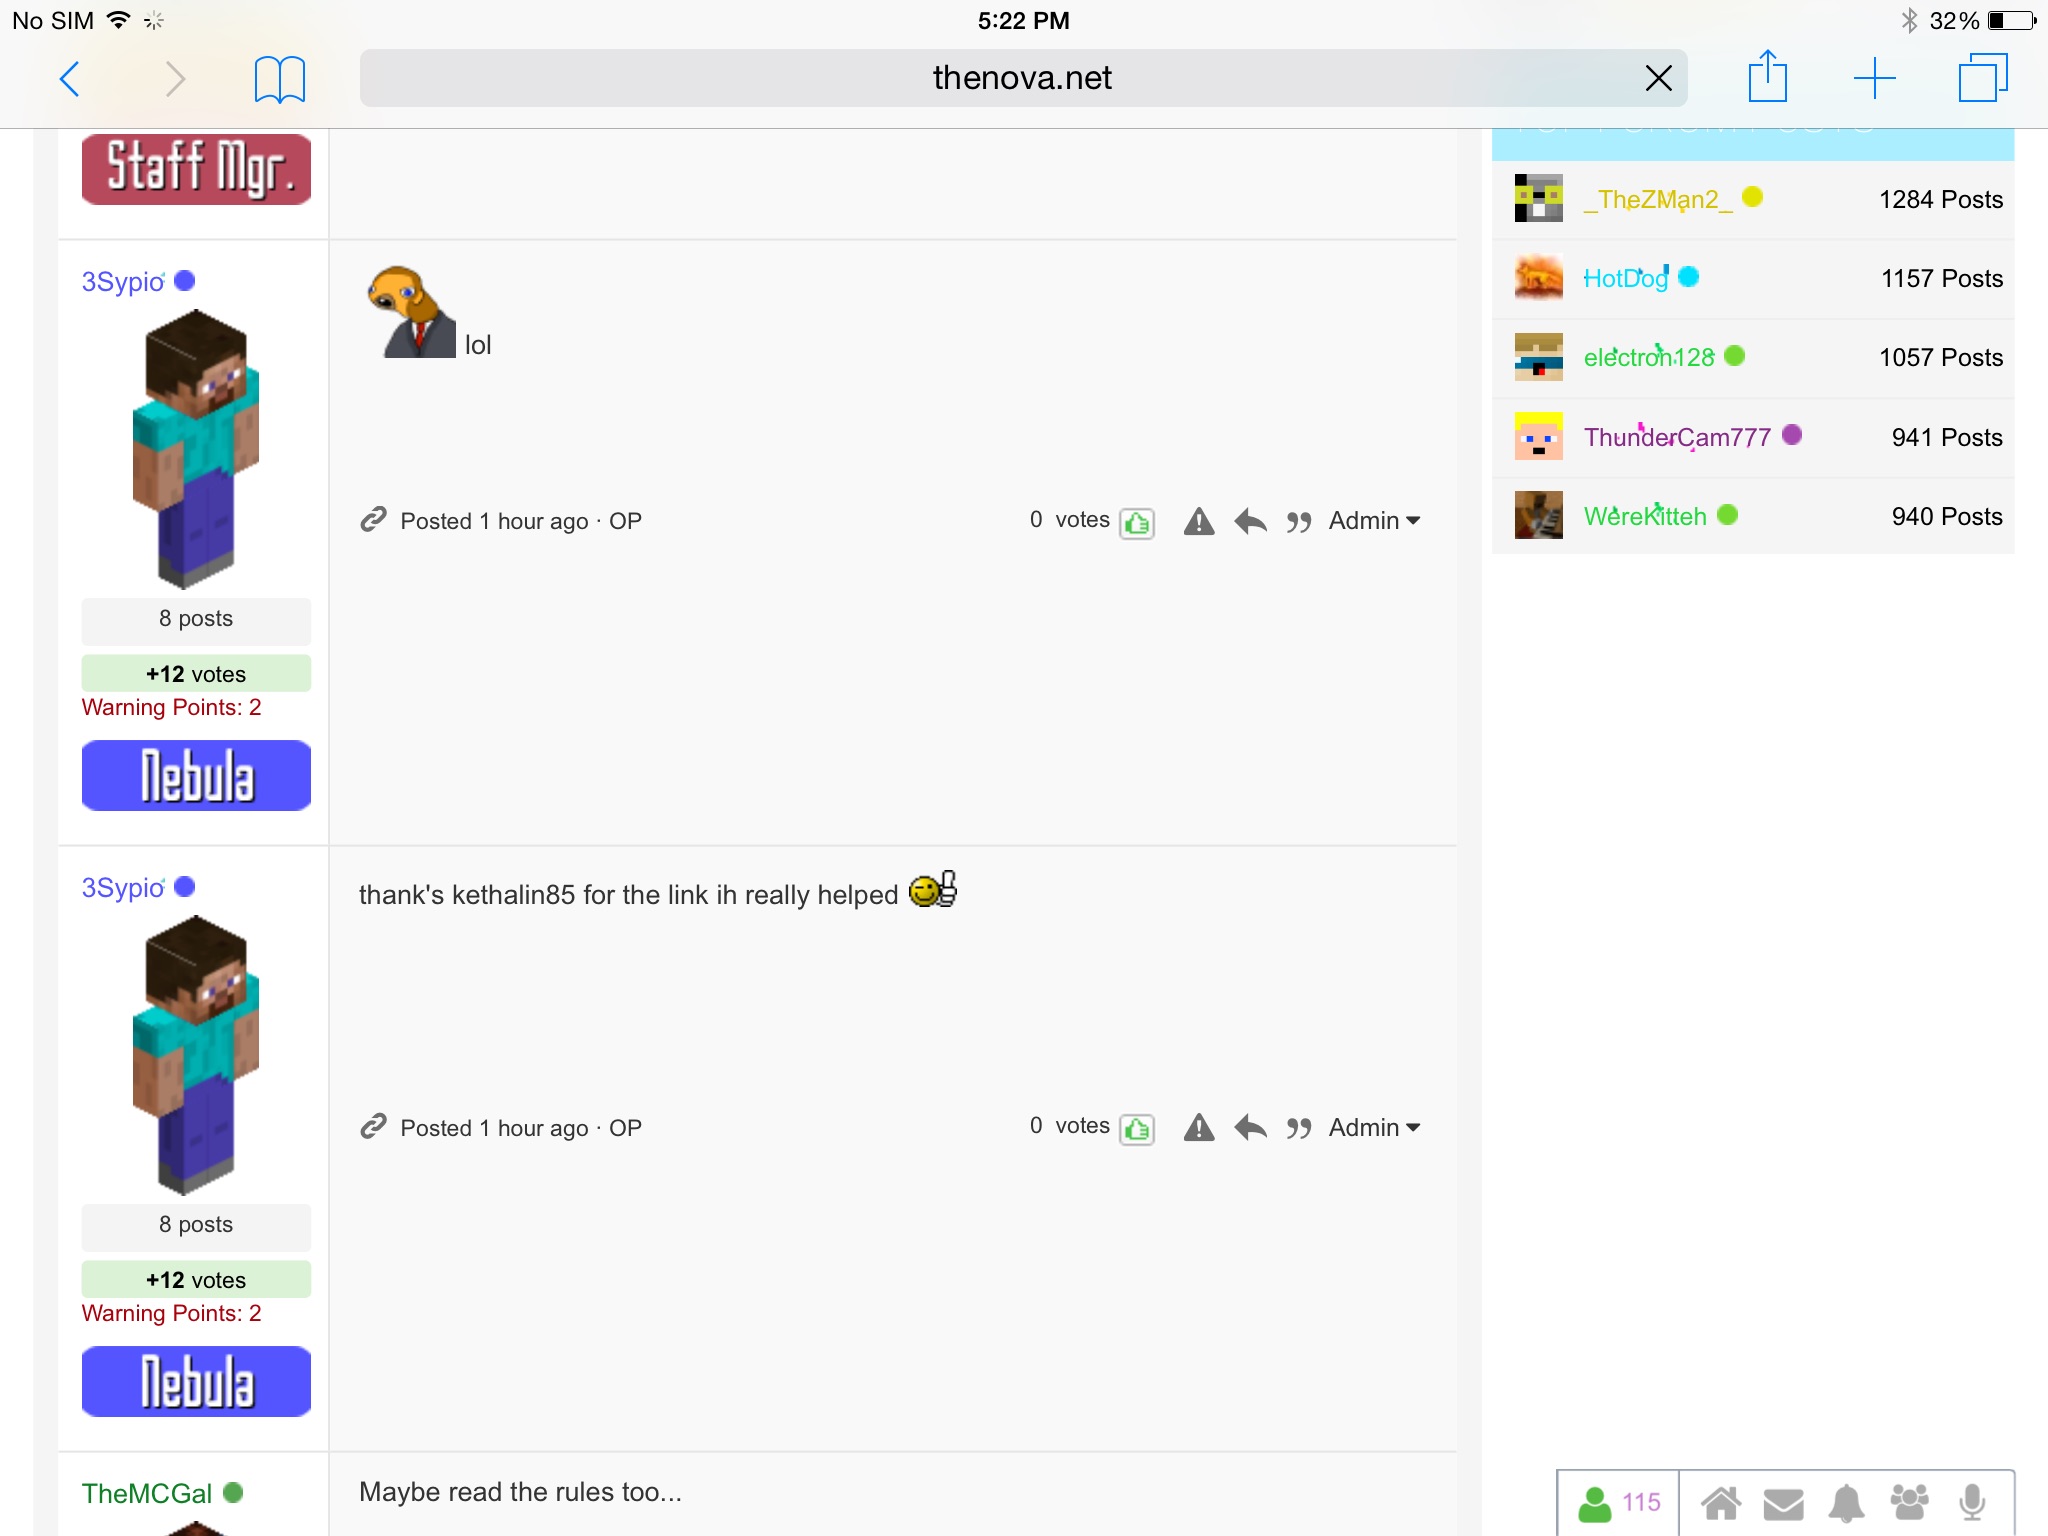 No SIM
5:22 PM
32%
thenova.net
Staff Mgr.
3Sypio
lol
Posted 1 hour ago · OP
0 votes
Admin
8 posts
+12 votes
Warning Points: 2
Nebula
3Sypio
thank's kethalin85 for the link ih really helped
Posted 1 hour ago · OP
0 votes
Admin
8 posts
+12 votes
Warning Points: 2
Nebula
TheMCGal
Maybe read the rules too...
_TheZMan2_
1284 Posts
HotDog
1157 Posts
electron128
1057 Posts
ThunderCam777
941 Posts
WereKitteh
940 Posts
115